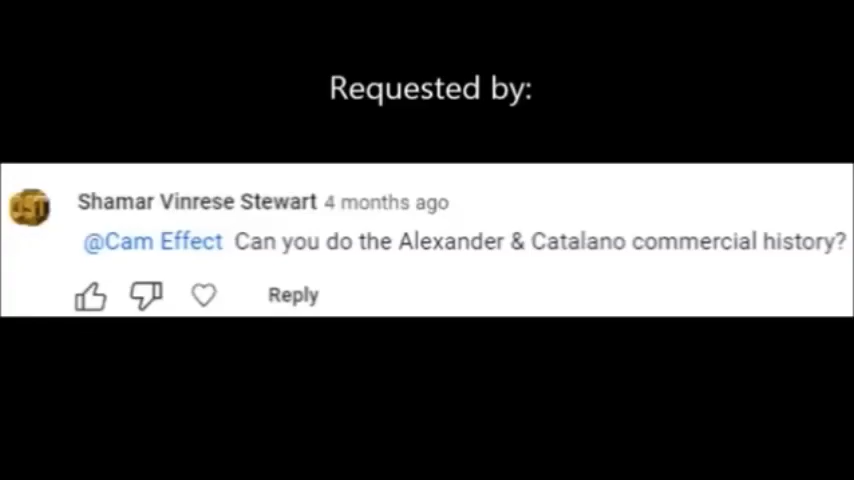 Requested by:
Shamar Vinrese Stewart 4 months ago
@Cam Effect Can you do the Alexander & Catalano commercial history?
Reply